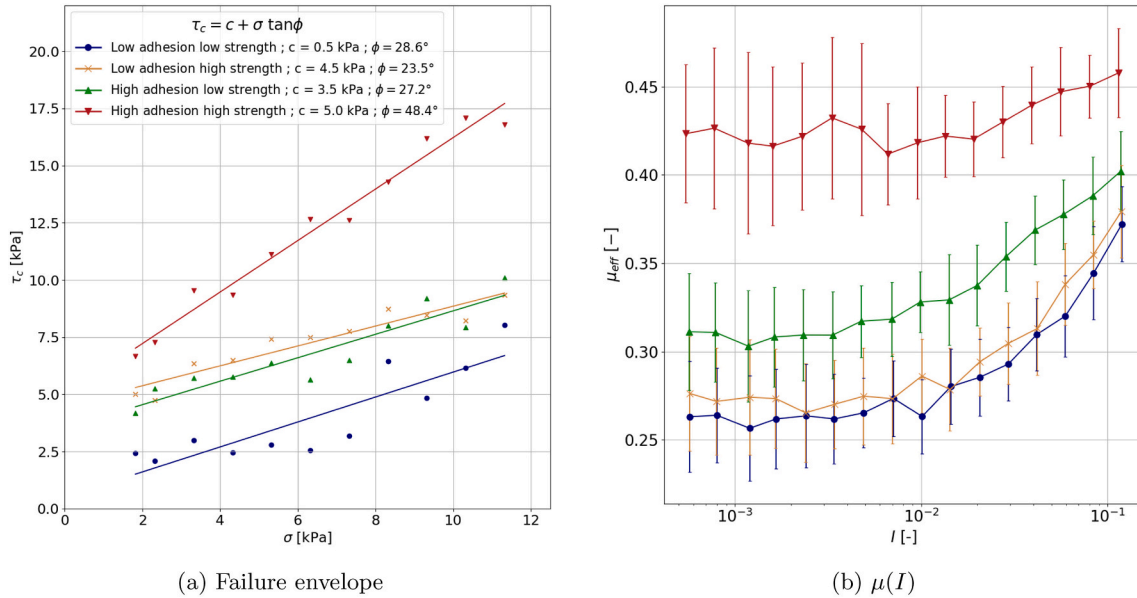 τc = c + σ tanϕ
Low adhesion low strength ; c = 0.5 kPa ; ϕ = 28.6°
Low adhesion high strength ; c = 4.5 kPa ; ϕ = 23.5°
High adhesion low strength ; c = 3.5 kPa ; ϕ = 27.2°
High adhesion high strength ; c = 5.0 kPa ; ϕ = 48.4°
20.0
17.5
15.0
12.5
10.0
7.5
5.0
2.5
0.0
τc [kPa]
0 2 4 6 8 10 12
σ [kPa]
(a) Failure envelope
0.45
0.40
0.35
0.30
0.25
μeff [−]
10⁻³ 10⁻² 10⁻¹
I [-]
(b) μ(I)